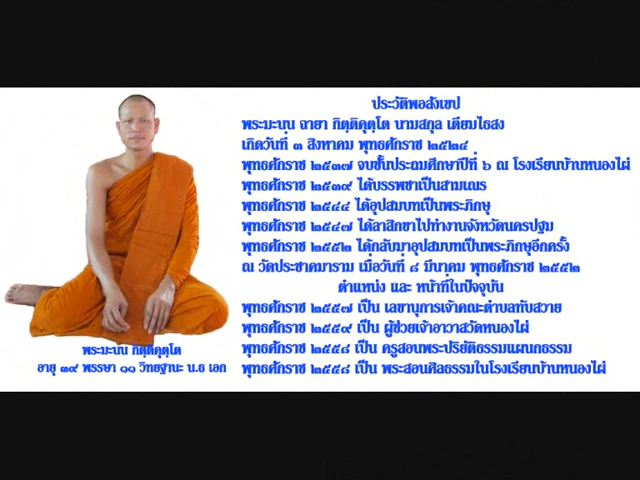 ประวัติพอสังเขป
พระมะนน ฉายา กิตฺติคุตฺโต นามสกุล เตียมไธสง
เกิดวันที่ ๓ สิงหาคม พุทธศักราช ๒๕๒๔
พุทธศักราช ๒๕๓๗ จบชั้นประถมศึกษาปีที่ ๖ ณ โรงเรียนบ้านหนองไผ่
พุทธศักราช ๒๕๓๙ ได้บรรพชาเป็นสามเณร
พุทธศักราช ๒๕๔๔ ได้อุปสมบทเป็นพระภิกษุ
พุทธศักราช ๒๕๔๗ ได้ลาสิกขาไปทำงานจังหวัดนครปฐม
พุทธศักราช ๒๕๕๒ ได้กลับมาอุปสมบทเป็นพระภิกษุอีกครั้ง
ณ วัดประชาคมาราม เมื่อวันที่ ๘ มีนาคม พุทธศักราช ๒๕๕๒
ตำแหน่ง และ หน้าที่ในปัจจุบัน
พุทธศักราช ๒๕๕๗ เป็น เลขานุการเจ้าคณะตำบลทับสวาย
พุทธศักราช ๒๕๕๙ เป็น ผู้ช่วยเจ้าอาวาสวัดหนองไผ่
พุทธศักราช ๒๕๕๘ เป็น ครูสอนพระปริยัติธรรมแผนกธรรม
พุทธศักราช ๒๕๕๘ เป็น พระสอนศิลธรรมในโรงเรียนบ้านหนองไผ่
พระมะนน กิตฺติคุตฺโต
อายุ ๓๙ พรรษา ๑๑ วิทยฐานะ น.ธ เอก